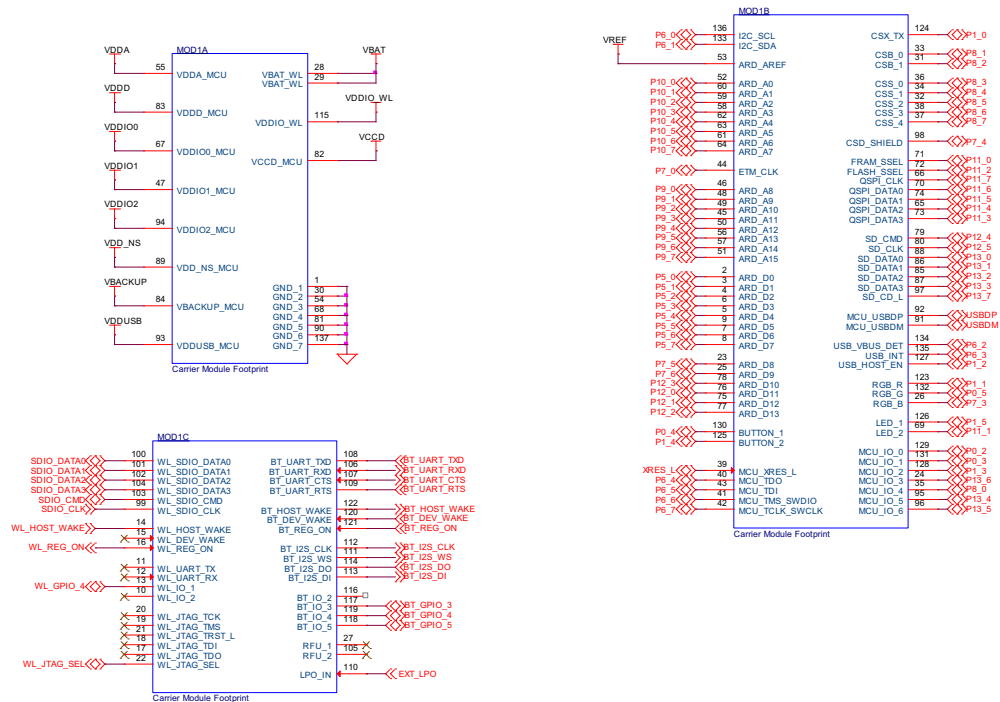 MOD1A
VDDA 55 VDDA_MCU
VDDD 83 VDDD_MCU
VDDIO0 67 VDDIO0_MCU
VDDIO1 47 VDDIO1_MCU
VDDIO2 94 VDDIO2_MCU
VDD_NS 89 VDD_NS_MCU
VBACKUP 84 VBACKUP_MCU
VDDUSB 93 VDDUSB_MCU
VBAT
VBAT_WL 28
VBAT_WL 29
VDDIO_WL
VDDIO_WL 115
VCCD
VCCD_MCU 82
GND_1 1
GND_2 30
GND_3 54
GND_4 68
GND_5 81
GND_6 90
GND_7 137
Carrier Module Footprint
MOD1B
P6_0 136 I2C_SCL
P6_1 133 I2C_SDA
VREF 53 ARD_AREF
P10_0 52 ARD_A0
P10_1 60 ARD_A1
P10_2 59 ARD_A2
P10_3 58 ARD_A3
P10_4 62 ARD_A4
P10_5 63 ARD_A5
P10_6 61 ARD_A6
P10_7 64 ARD_A7
P7_0 44 ETM_CLK
P9_0 46 ARD_A8
P9_1 48 ARD_A9
P9_2 49 ARD_A10
P9_3 45 ARD_A11
P9_4 50 ARD_A12
P9_5 56 ARD_A13
P9_6 57 ARD_A14
P9_7 51 ARD_A15
P5_0 2 ARD_D0
P5_1 3 ARD_D1
P5_2 4 ARD_D2
P5_3 6 ARD_D3
P5_4 5 ARD_D4
P5_5 9 ARD_D5
P5_6 7 ARD_D6
P5_7 8 ARD_D7
P7_5 23 ARD_D8
P7_6 25 ARD_D9
P12_3 78 ARD_D10
P12_0 76 ARD_D11
P12_1 75 ARD_D12
P12_2 77 ARD_D13
P0_4 130 BUTTON_1
P1_4 125 BUTTON_2
XRES_L 39 MCU_XRES_L
P6_4 40 MCU_TDO
P6_5 43 MCU_TDI
P6_6 41 MCU_TMS_SWDIO
P6_7 42 MCU_TCLK_SWCLK
CSX_TX 124 P1_0
CSB_0 33 P8_1
CSB_1 31 P8_2
CSS_0 36 P8_3
CSS_1 34 P8_4
CSS_2 32 P8_5
CSS_3 38 P8_6
CSS_4 37 P8_7
CSD_SHIELD 98 P7_4
FRAM_SSEL 71 P11_0
FLASH_SSEL 72 P11_2
QSPI_CLK 66 P11_7
QSPI_DATA0 70 P11_6
QSPI_DATA1 74 P11_5
QSPI_DATA2 65 P11_4
QSPI_DATA3 73 P11_3
SD_CMD 79 P12_4
SD_CLK 80 P12_5
SD_DATA0 88 P13_0
SD_DATA1 86 P13_1
SD_DATA2 85 P13_2
SD_DATA3 87 P13_3
SD_CD_L 97 P13_7
MCU_USBDP 92 USBDP
MCU_USBDM 91 USBDM
USB_VBUS_DET 134 P6_2
USB_INT 135 P6_3
USB_HOST_EN 127 P1_2
RGB_R 123 P1_1
RGB_G 132 P0_5
RGB_B 26 P7_3
LED_1 126 P1_5
LED_2 69 P11_1
MCU_IO_0 129 P0_2
MCU_IO_1 131 P0_3
MCU_IO_2 128 P1_3
MCU_IO_3 24 P13_6
MCU_IO_4 35 P8_0
MCU_IO_5 95 P13_4
MCU_IO_6 96 P13_5
Carrier Module Footprint
MOD1C
SDIO_DATA0 100 WL_SDIO_DATA0
SDIO_DATA1 101 WL_SDIO_DATA1
SDIO_DATA2 102 WL_SDIO_DATA2
SDIO_DATA3 104 WL_SDIO_DATA3
SDIO_CMD 103 WL_SDIO_CMD
SDIO_CLK 99 WL_SDIO_CLK
WL_HOST_WAKE 14 WL_HOST_WAKE
15 WL_DEV_WAKE
WL_REG_ON 16 WL_REG_ON
11 WL_UART_TX
12 WL_UART_RX
WL_GPIO_4 13 WL_IO_1
10 WL_IO_2
20 WL_JTAG_TCK
19 WL_JTAG_TMS
21 WL_JTAG_TRST_L
18 WL_JTAG_TDI
17 WL_JTAG_TDO
WL_JTAG_SEL 22 WL_JTAG_SEL
BT_UART_TXD 108 BT_UART_TXD
BT_UART_RXD 106 BT_UART_RXD
BT_UART_CTS 107 BT_UART_CTS
BT_UART_RTS 109 BT_UART_RTS
BT_HOST_WAKE 122 BT_HOST_WAKE
BT_DEV_WAKE 120 BT_DEV_WAKE
BT_REG_ON 121 BT_REG_ON
BT_I2S_CLK 112 BT_I2S_CLK
BT_I2S_WS 111 BT_I2S_WS
BT_I2S_DO 114 BT_I2S_DO
BT_I2S_DI 113 BT_I2S_DI
BT_IO_2 116
BT_IO_3 117 BT_GPIO_3
BT_IO_4 119 BT_GPIO_4
BT_IO_5 118 BT_GPIO_5
RFU_1 27
RFU_2 105
LPO_IN 110 EXT_LPO
Carrier Module Footprint